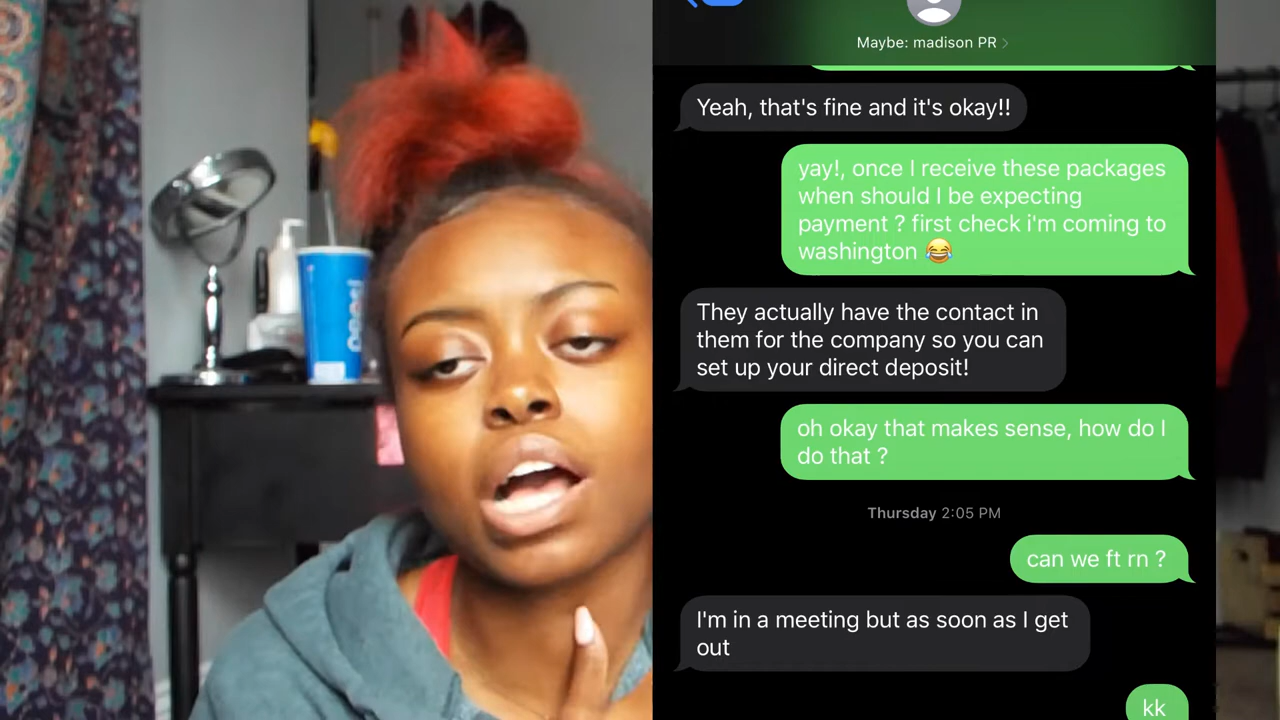 Maybe: madison PR
Yeah, that's fine and it's okay!!
yay!, once I receive these packages
when should I be expecting
payment ? first check i'm coming to
washington 😂
They actually have the contact in
them for the company so you can
set up your direct deposit!
oh okay that makes sense, how do I
do that ?
Thursday 2:05 PM
can we ft rn ?
I'm in a meeting but as soon as I get
out
kk